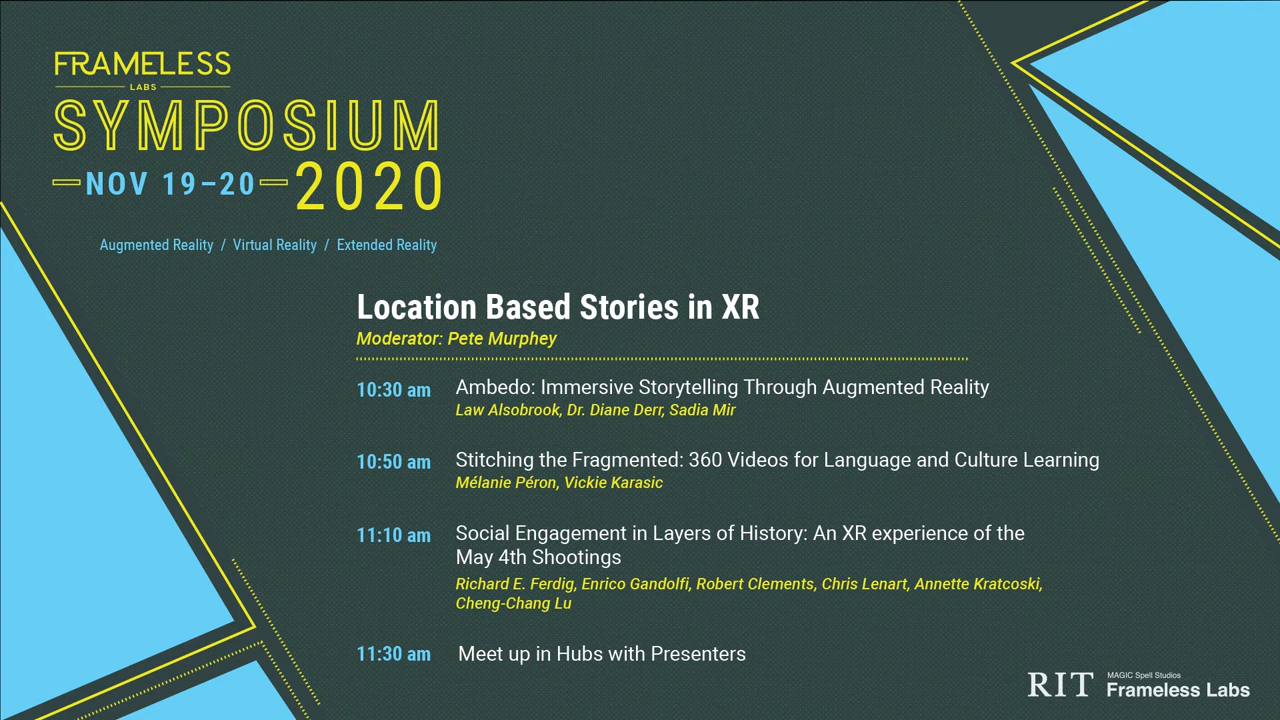 FRAMELESS
LABS
SYMPOSIUM
NOV 19–20 2020
Augmented Reality / Virtual Reality / Extended Reality
Location Based Stories in XR
Moderator: Pete Murphey
10:30 am Ambedo: Immersive Storytelling Through Augmented Reality
Law Alsobrook, Dr. Diane Derr, Sadia Mir
10:50 am Stitching the Fragmented: 360 Videos for Language and Culture Learning
Mélanie Péron, Vickie Karasic
11:10 am Social Engagement in Layers of History: An XR experience of the
May 4th Shootings
Richard E. Ferdig, Enrico Gandolfi, Robert Clements, Chris Lenart, Annette Kratcoski,
Cheng-Chang Lu
11:30 am Meet up in Hubs with Presenters
RIT MAGIC Spell Studios
Frameless Labs